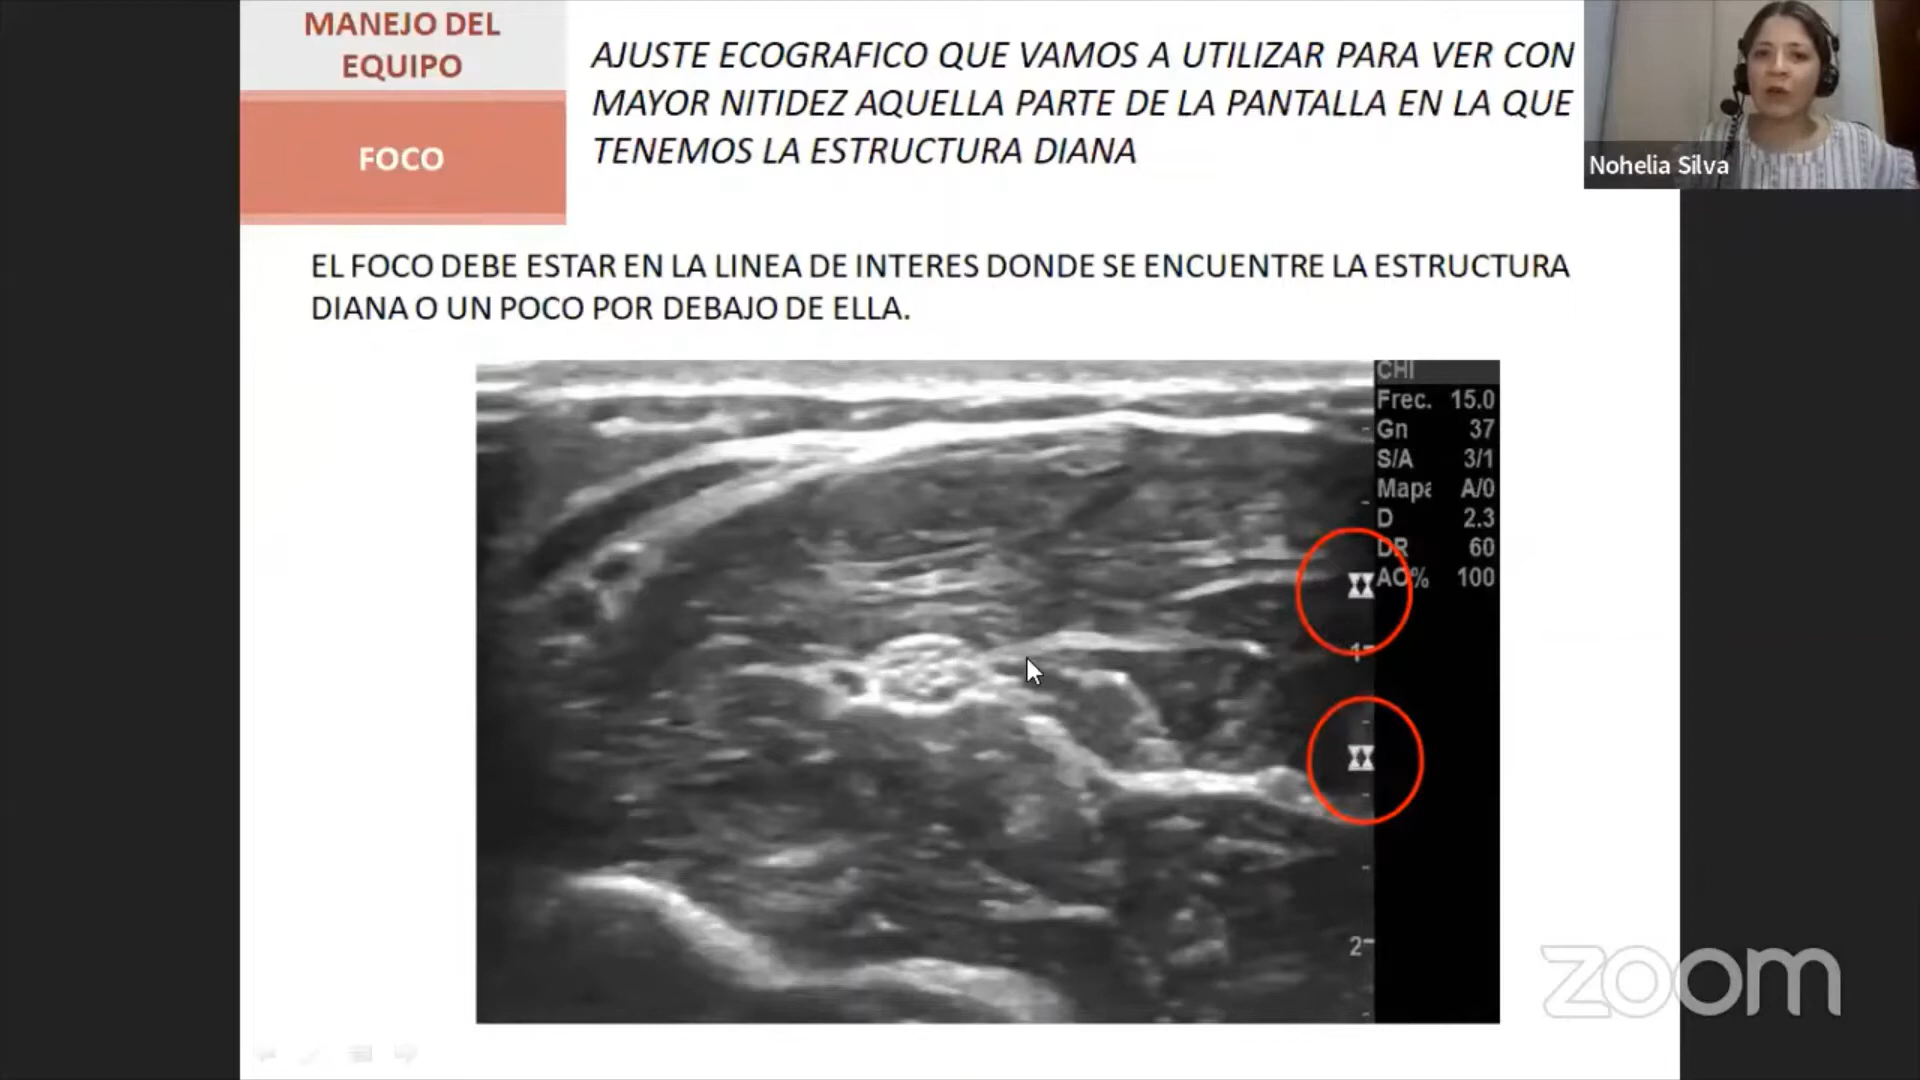 MANEJO DEL
EQUIPO
FOCO
AJUSTE ECOGRAFICO QUE VAMOS A UTILIZAR PARA VER CON
MAYOR NITIDEZ AQUELLA PARTE DE LA PANTALLA EN LA QUE
TENEMOS LA ESTRUCTURA DIANA
Nohelia Silva
EL FOCO DEBE ESTAR EN LA LINEA DE INTERES DONDE SE ENCUENTRE LA ESTRUCTURA
DIANA O UN POCO POR DEBAJO DE ELLA.
CHI
Frec. 15.0
Gn 37
S/A 3/1
Mapa A/0
D 2.3
DR 60
AO% 100
1
2
zoom